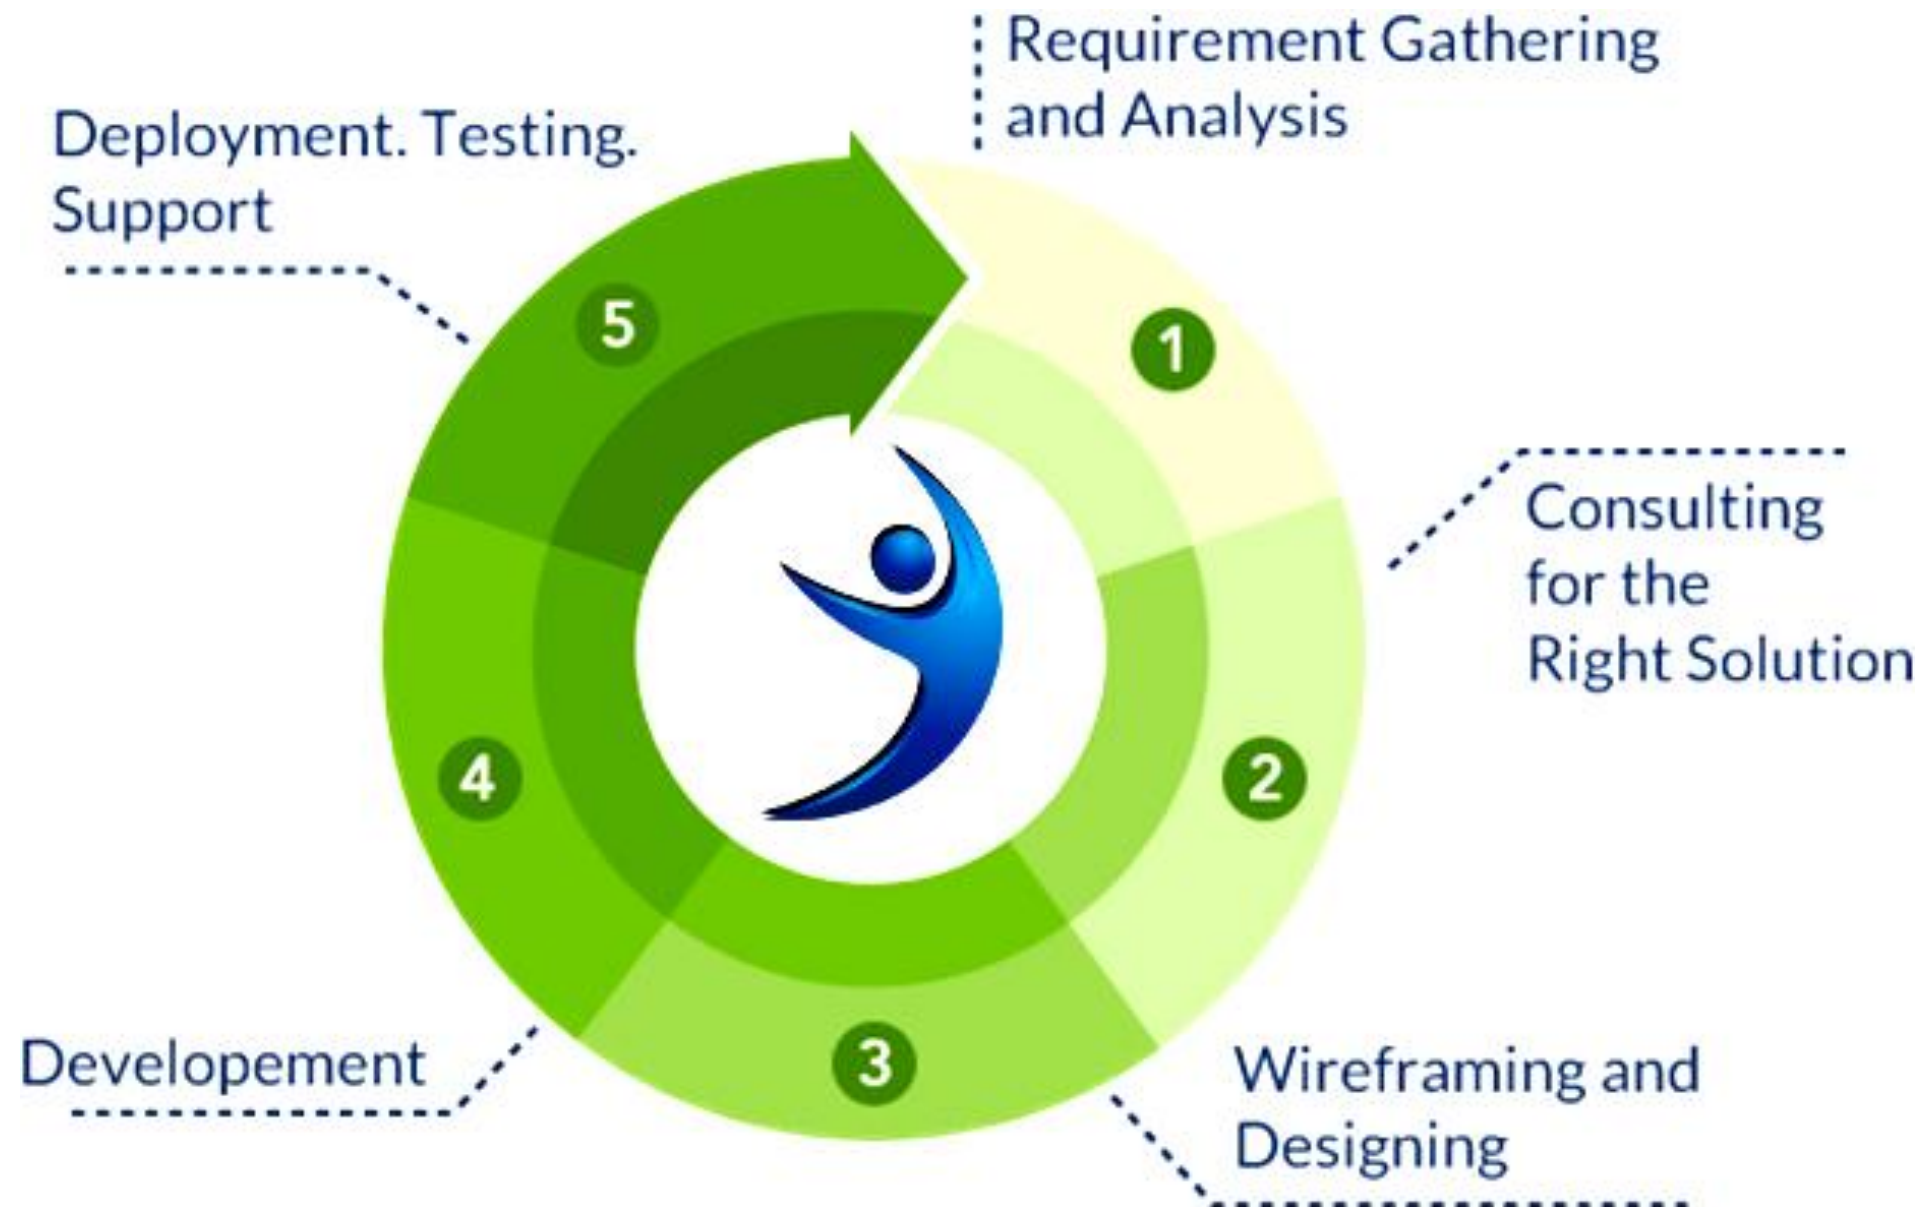 Requirement Gathering
and Analysis
1
Consulting
for the
Right Solution
2
Wireframing and
Designing
3
Developement
4
Deployment. Testing.
Support
5